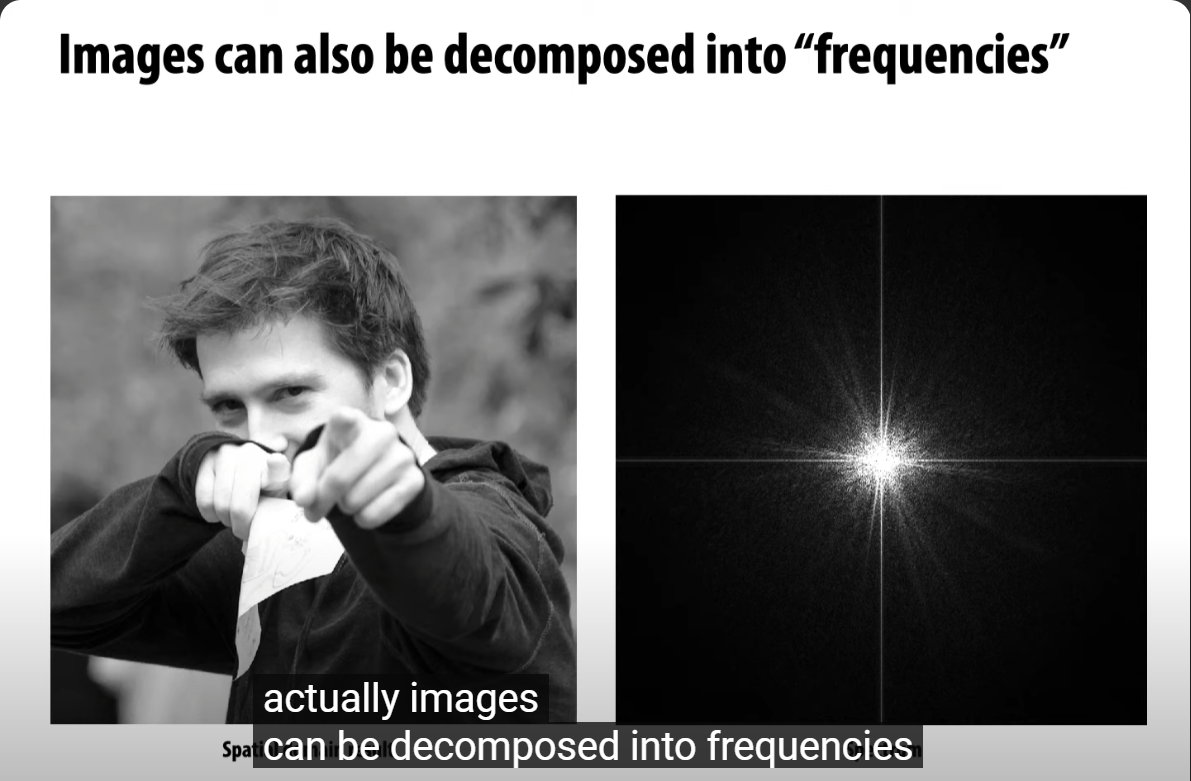 Images can also be decomposed into “frequencies”
actually images
can be decomposed into frequencies